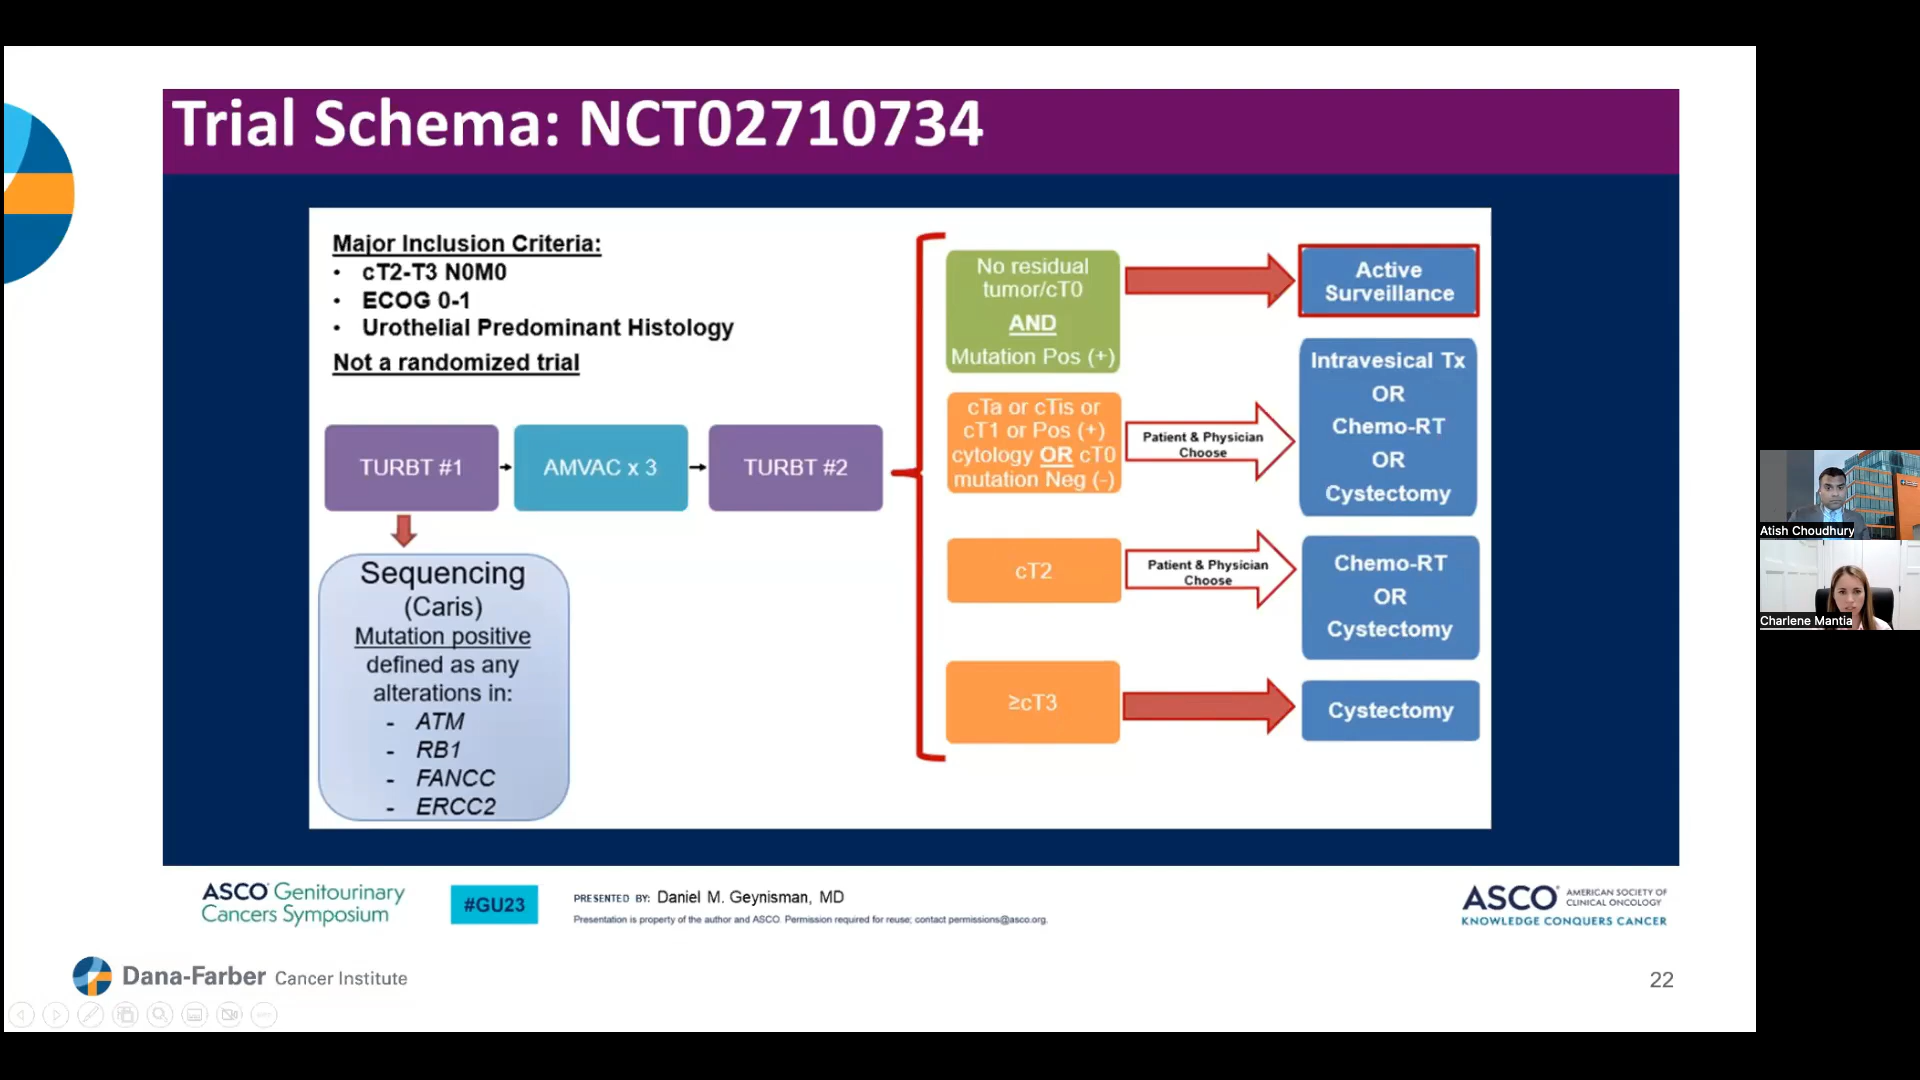 Trial Schema: NCT02710734
Major Inclusion Criteria:
• cT2-T3 N0M0
• ECOG 0-1
• Urothelial Predominant Histology
Not a randomized trial
TURBT #1
AMVAC x 3
TURBT #2
Sequencing
(Caris)
Mutation positive
defined as any
alterations in:
- ATM
- RB1
- FANCC
- ERCC2
No residual
tumor/cT0
AND
Mutation Pos (+)
Active
Surveillance
cTa or cTis or
cT1 or Pos (+)
cytology OR cT0
mutation Neg (-)
Patient & Physician
Choose
Intravesical Tx
OR
Chemo-RT
OR
Cystectomy
cT2
Patient & Physician
Choose
Chemo-RT
OR
Cystectomy
≥cT3
Cystectomy
Atish Choudhury
Charlene Mantia
ASCO Genitourinary
Cancers Symposium
#GU23
PRESENTED BY: Daniel M. Geynisman, MD
Presentation is property of the author and ASCO. Permission required for reuse; contact permissions@asco.org.
ASCO AMERICAN SOCIETY OF
CLINICAL ONCOLOGY
KNOWLEDGE CONQUERS CANCER
Dana-Farber Cancer Institute
22